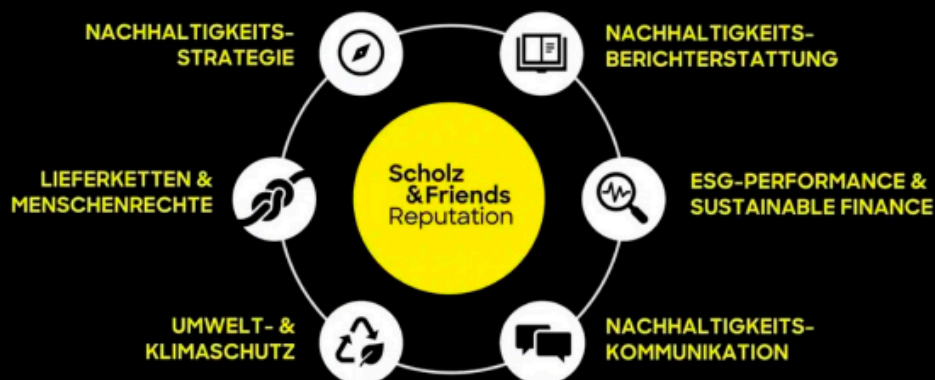 NACHHALTIGKEITS-
STRATEGIE
NACHHALTIGKEITS-
BERICHTERSTATTUNG
LIEFERKETTEN &
MENSCHENRECHTE
Scholz
&Friends
Reputation
ESG-PERFORMANCE &
SUSTAINABLE FINANCE
UMWELT- &
KLIMASCHUTZ
NACHHALTIGKEITS-
KOMMUNIKATION